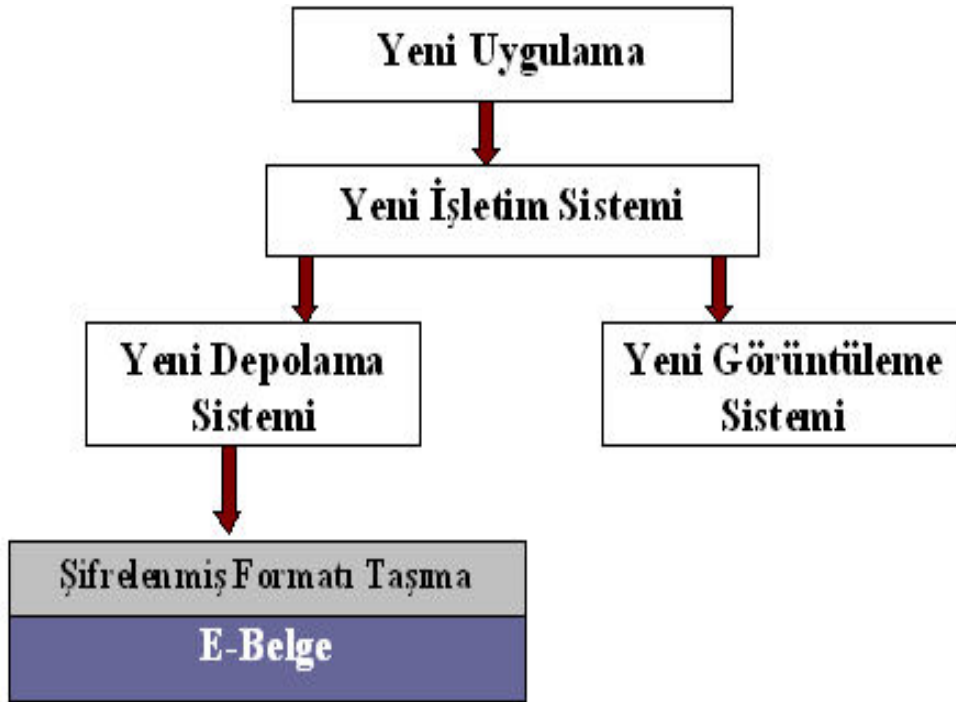 Yeni Uygulama
Yeni İşletim Sistemi
Yeni Depolama
Sistemi
Yeni Görüntüleme
Sistemi
Şifrelenmiş Formatı Taşıma
E-Belge